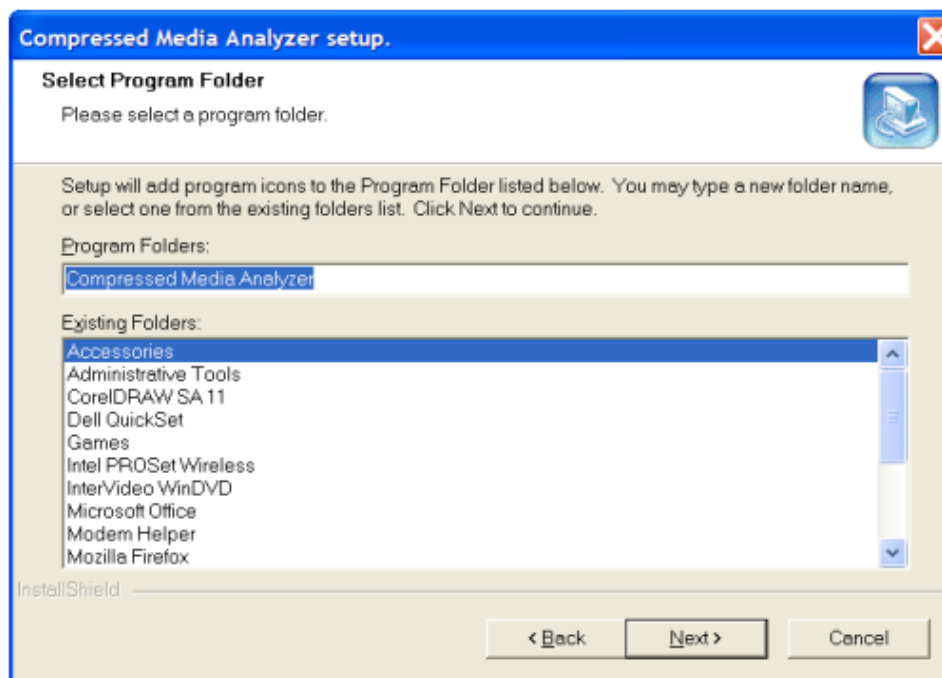 Compressed Media Analyzer setup.
Select Program Folder
Please select a program folder.
Setup will add program icons to the Program Folder listed below. You may type a new folder name,
or select one from the existing folders list. Click Next to continue.
Program Folders:
Compressed Media Analyzer
Existing Folders:
Accessories
Administrative Tools
CorelDRAW SA 11
Dell QuickSet
Games
Intel PROSet Wireless
InterVideo WinDVD
Microsoft Office
Modem Helper
Mozilla Firefox
InstallShield
< Back Next > Cancel